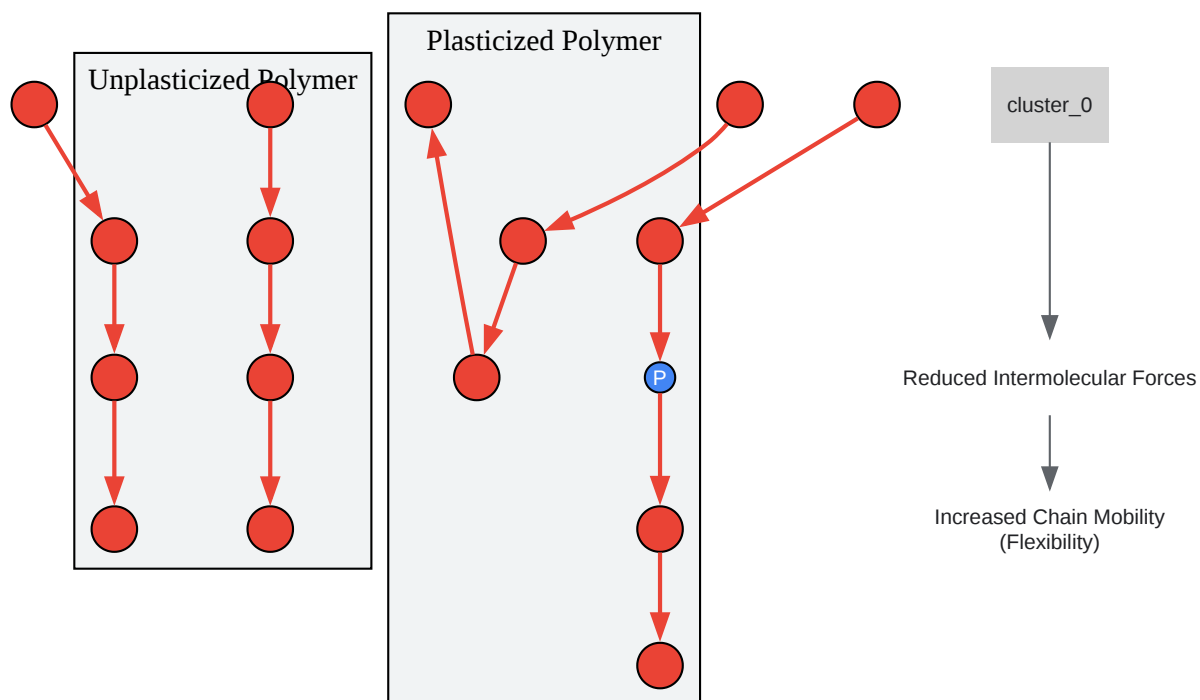 Unplasticized Polymer
Plasticized Polymer
cluster_0
P
Reduced Intermolecular Forces
Increased Chain Mobility
(Flexibility)